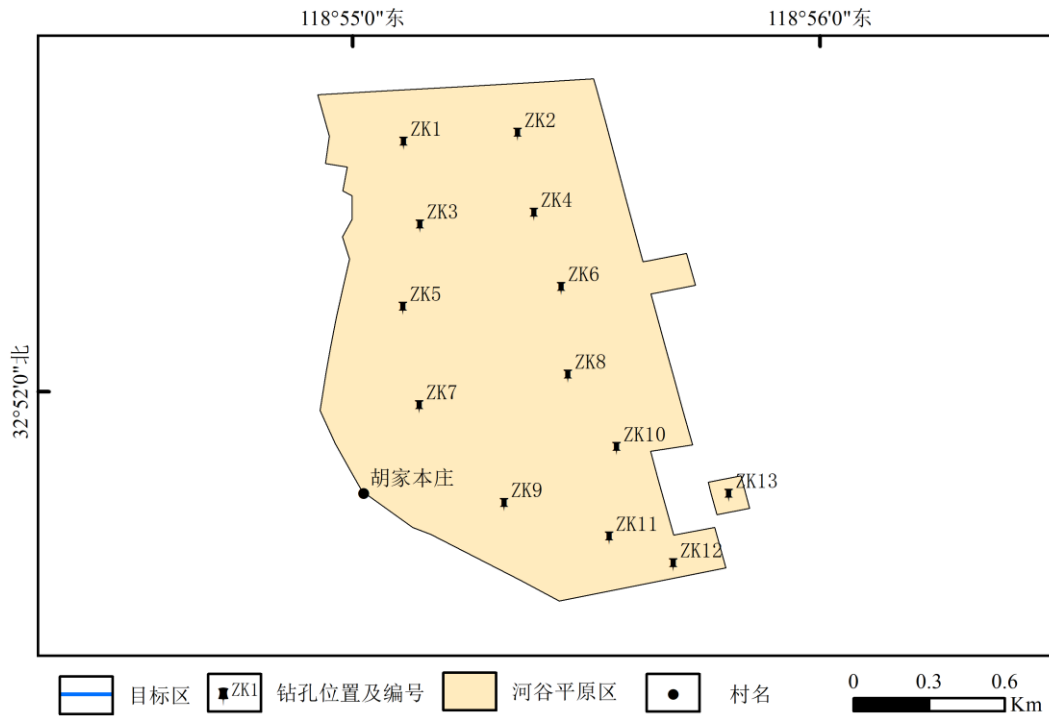 118°55'0"东
118°56'0"东
ZK1
ZK2
ZK3
ZK4
ZK5
ZK6
32°52'0"北
ZK7
ZK8
ZK10
胡家本庄
ZK9
ZK13
ZK11
ZK12
目标区
ZK1
钻孔位置及编号
河谷平原区
村名
0 0.3 0.6
Km